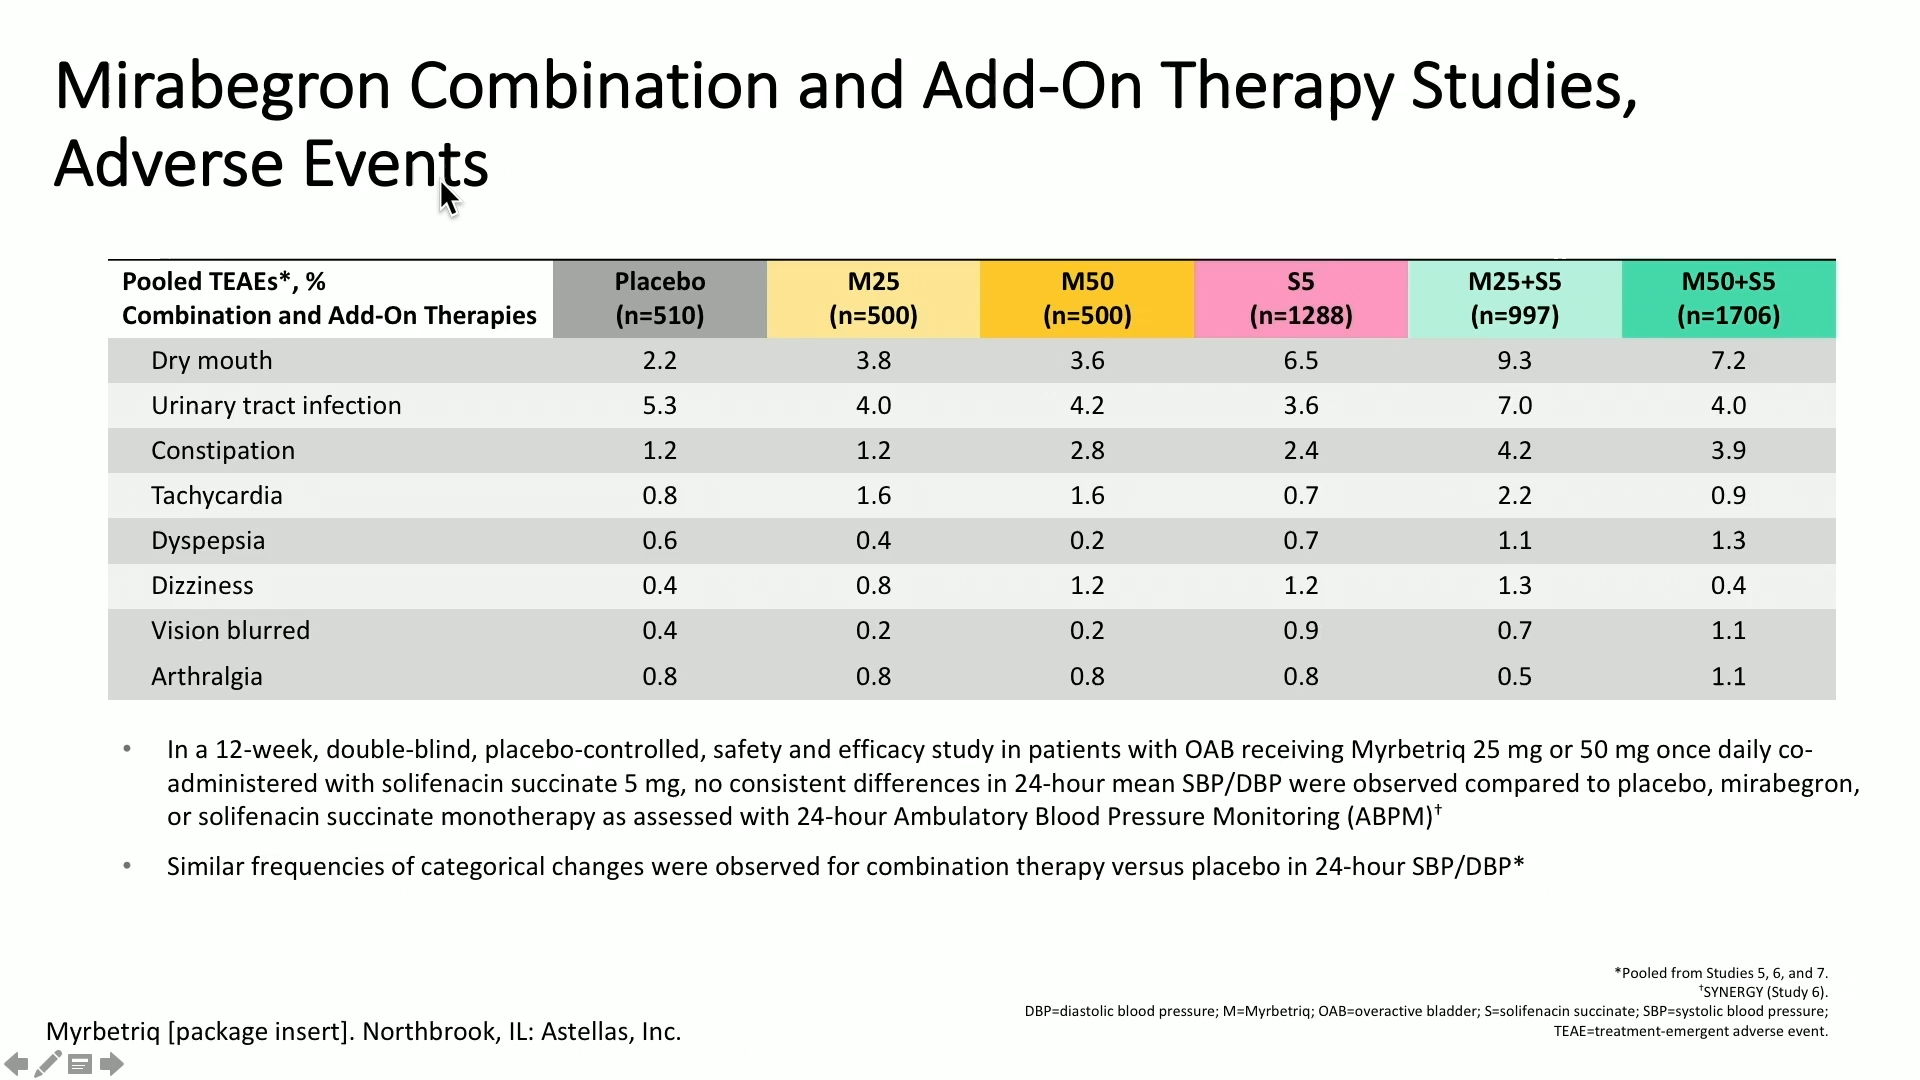 Mirabegron Combination and Add-On Therapy Studies,
Adverse Events
Pooled TEAEs*, %
Combination and Add-On Therapies
Placebo
(n=510)
M25
(n=500)
M50
(n=500)
S5
(n=1288)
M25+S5
(n=997)
M50+S5
(n=1706)
Dry mouth 2.2 3.8 3.6 6.5 9.3 7.2
Urinary tract infection 5.3 4.0 4.2 3.6 7.0 4.0
Constipation 1.2 1.2 2.8 2.4 4.2 3.9
Tachycardia 0.8 1.6 1.6 0.7 2.2 0.9
Dyspepsia 0.6 0.4 0.2 0.7 1.1 1.3
Dizziness 0.4 0.8 1.2 1.2 1.3 0.4
Vision blurred 0.4 0.2 0.2 0.9 0.7 1.1
Arthralgia 0.8 0.8 0.8 0.8 0.5 1.1
• In a 12-week, double-blind, placebo-controlled, safety and efficacy study in patients with OAB receiving Myrbetriq 25 mg or 50 mg once daily co-
administered with solifenacin succinate 5 mg, no consistent differences in 24-hour mean SBP/DBP were observed compared to placebo, mirabegron,
or solifenacin succinate monotherapy as assessed with 24-hour Ambulatory Blood Pressure Monitoring (ABPM)†
• Similar frequencies of categorical changes were observed for combination therapy versus placebo in 24-hour SBP/DBP*
*Pooled from Studies 5, 6, and 7.
†SYNERGY (Study 6).
DBP=diastolic blood pressure; M=Myrbetriq; OAB=overactive bladder; S=solifenacin succinate; SBP=systolic blood pressure;
TEAE=treatment-emergent adverse event.
Myrbetriq [package insert]. Northbrook, IL: Astellas, Inc.